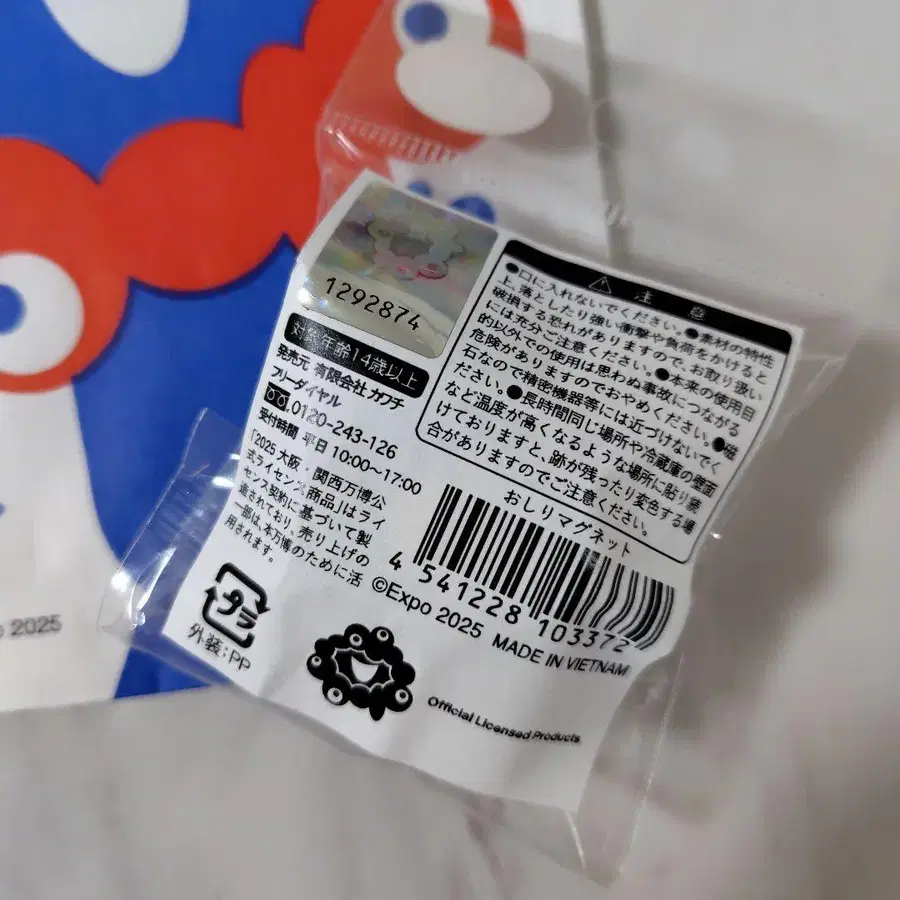 1292874
対象年齢14歳以上
発売元 有限会社 カワチ
フリーダイヤル
0120-243-126
受付時間 平日 10:00~17:00
「2025 大阪・関西万博公
式ライセンス商品」はライ
センス契約に基づいて製
造されており、売り上げの
一部は、本万博のために活
用されます。
プラ
外装:PP
注意
●口に入れないでください。●素材の特性
上、落としたり強い衝撃や負荷をかけると
破損する恐れがありますので、お取り扱い
には充分ご注意ください。●本来の使用目
的以外での使用は思わぬ事故につながる
危険がありますのでおやめください。●磁
石なので精密機器等には近づけないでく
ださい。●長時間同じ場所や冷蔵庫の壁面
など温度が高くなるような場所に貼り続
けておりますと、跡が残ったり変色する場
合がありますのでご注意ください。
おしりマグネット
4 541228 103372
©Expo 2025 MADE IN VIETNAM
Official Licensed Products
2025